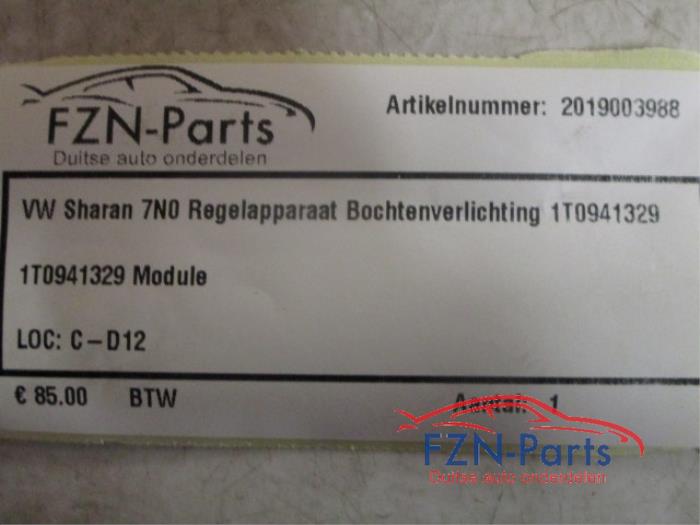 FZN-Parts
Duitse auto onderdelen
Artikelnummer: 2019003988
VW Sharan 7N0 Regelapparaat Bochtenverlichting 1T0941329
1T0941329 Module
LOC: C-D12
€ 85.00 BTW Aantal: 1
FZN-Parts
Duitse auto onderdelen